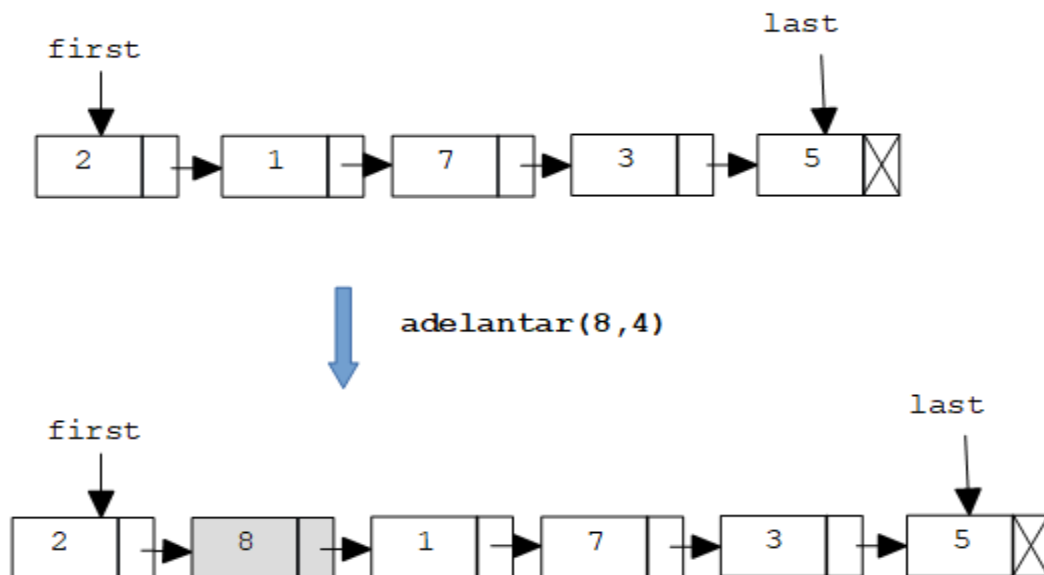 last
first
2 1 7 3 5
adelantar(8,4)
last
first
2 8 1 7 3 5